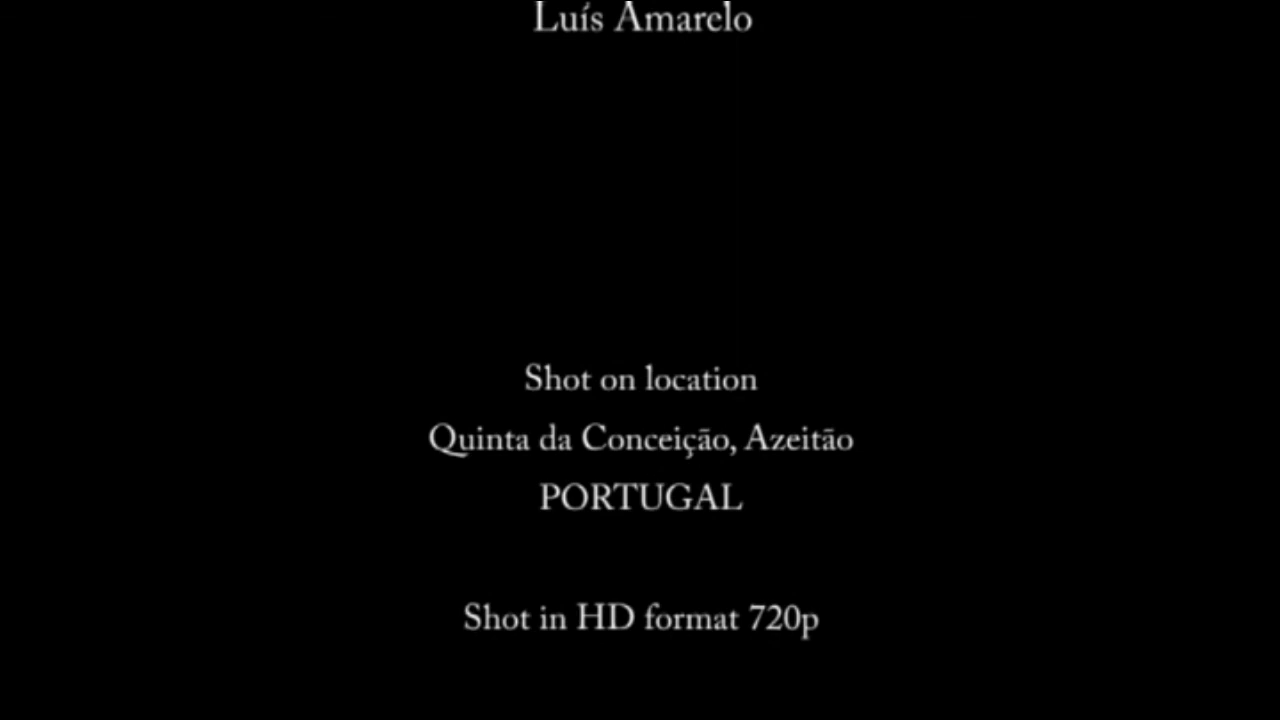 Luís Amarelo
Shot on location
Quinta da Conceição, Azeitão
PORTUGAL
Shot in HD format 720p